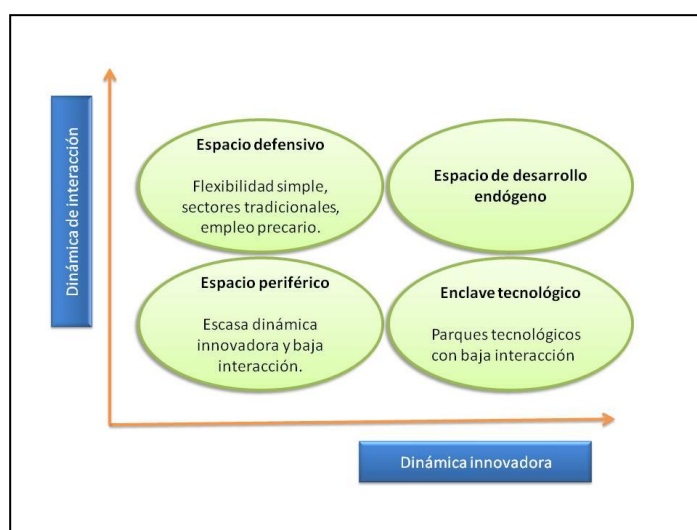 Dinámica de interacción
Espacio defensivo
Flexibilidad simple,
sectores tradicionales,
empleo precario.
Espacio de desarrollo
endógeno
Espacio periférico
Escasa dinámica
innovadora y baja
interacción.
Enclave tecnológico
Parques tecnológicos
con baja interacción
Dinámica innovadora